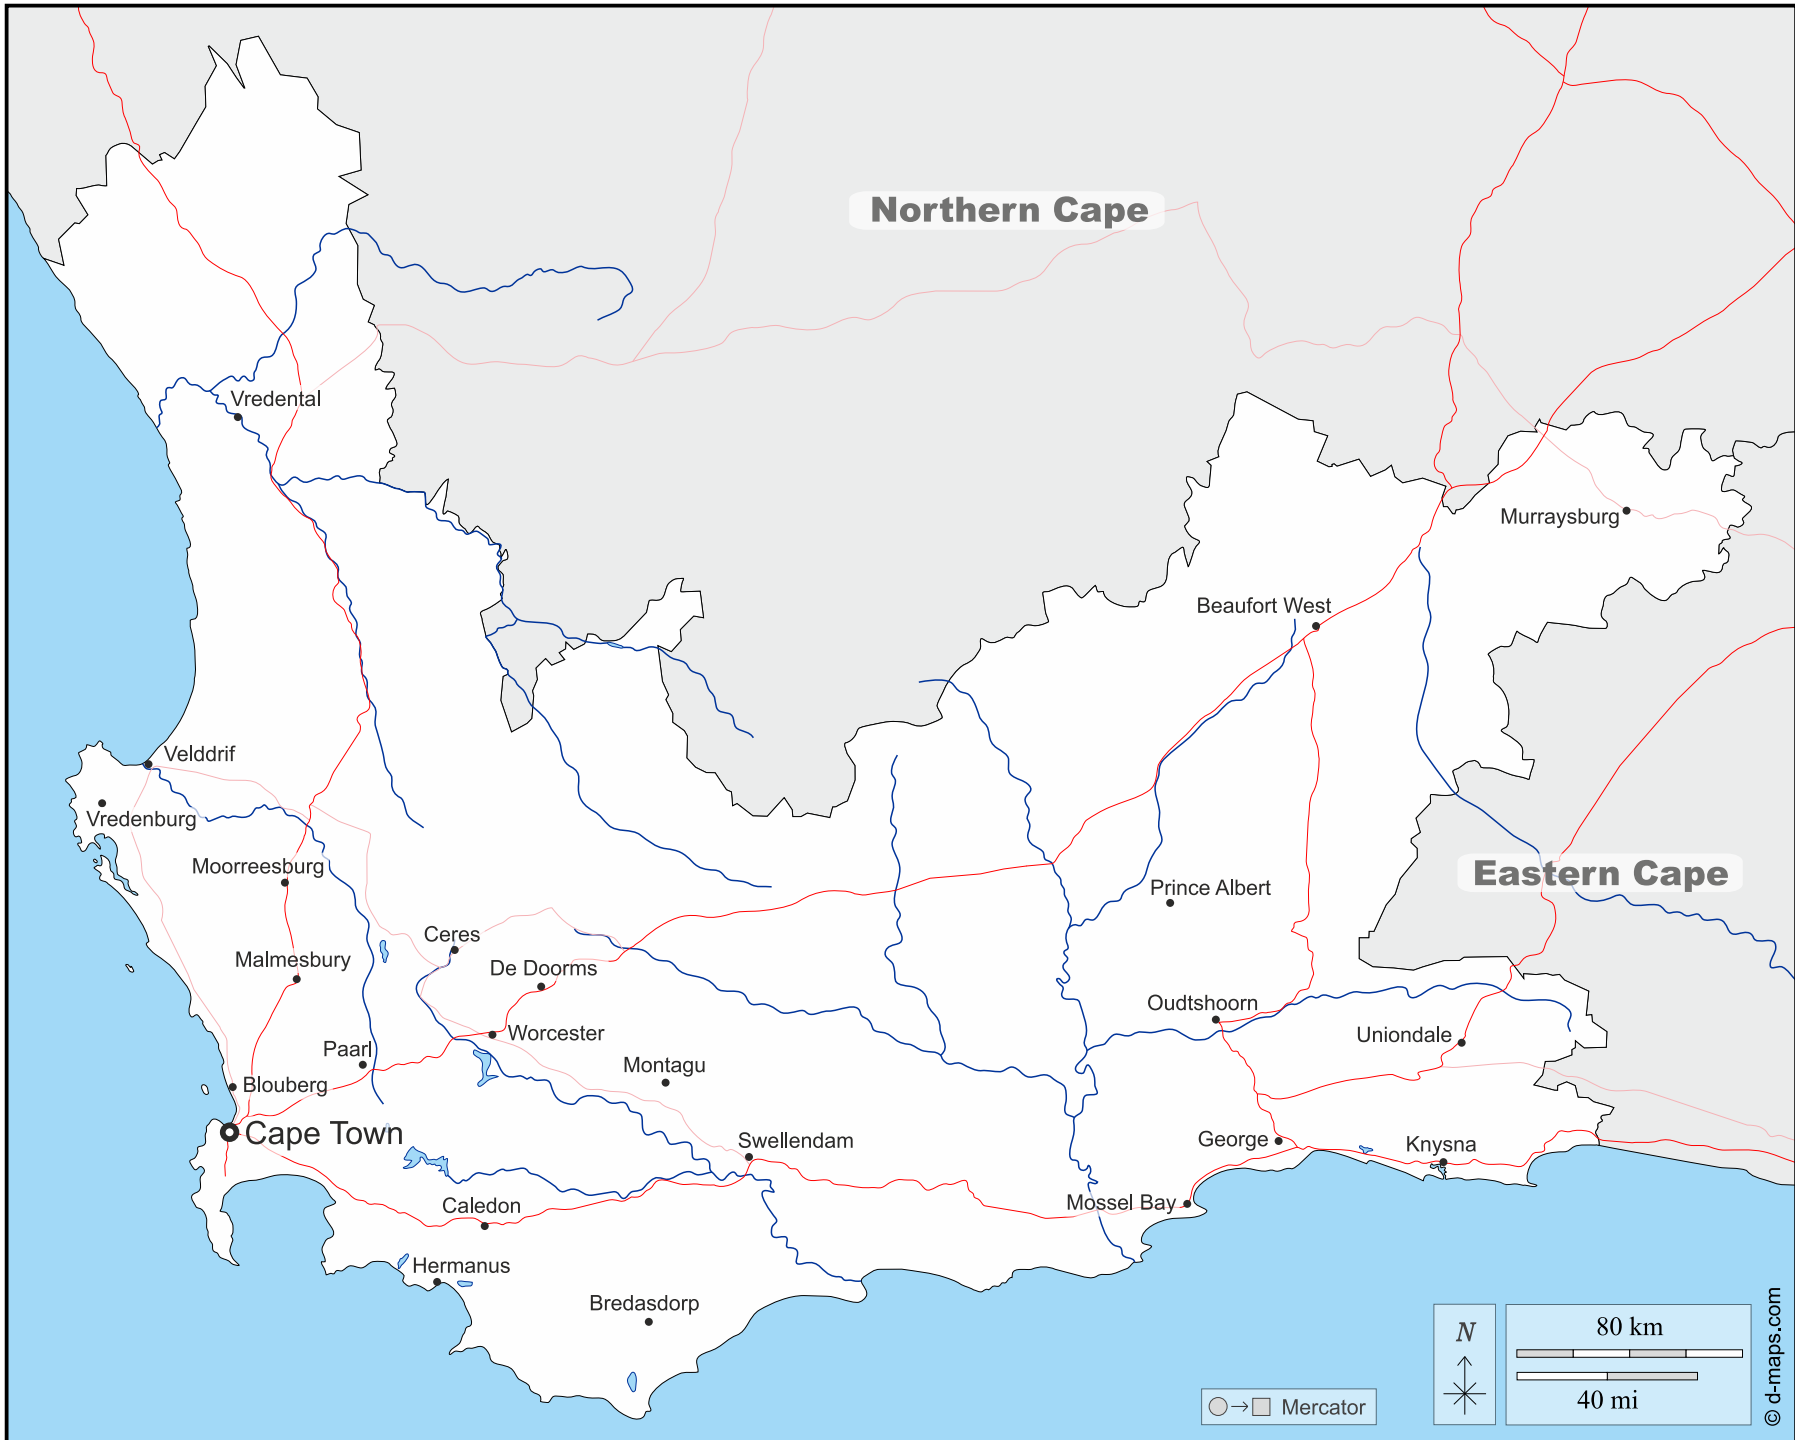 Northern Cape
Vredental
Murraysburg
Beaufort West
Velddrif
Vredenburg
Moorreesburg
Eastern Cape
Prince Albert
Ceres
Malmesbury
De Doorms
Oudtshoorn
Worcester
Uniondale
Paarl
Montagu
Blouberg
Cape Town
Swellendam
George
Knysna
Caledon
Mossel Bay
Hermanus
Bredasdorp
N
80 km
40 mi
Mercator
© d-maps.com